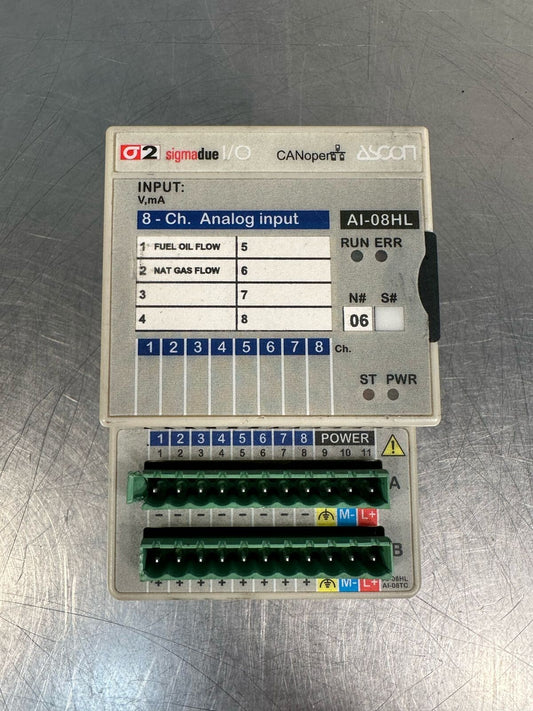 σ2 sigmadue I/O CANopen ASCON
INPUT:
V,mA
8 - Ch. Analog input AI-08HL
1 FUEL OIL FLOW 5 RUN ERR
2 NAT GAS FLOW 6
3 7 N# S#
4 8 06
1 2 3 4 5 6 7 8 Ch.
ST PWR
1 2 3 4 5 6 7 8 POWER
1 2 3 4 5 6 7 8 9 10 11
A
- - - - - - - - M- L+
B
+ + + + + + + + M- L+
AI-08HL
AI-08TC